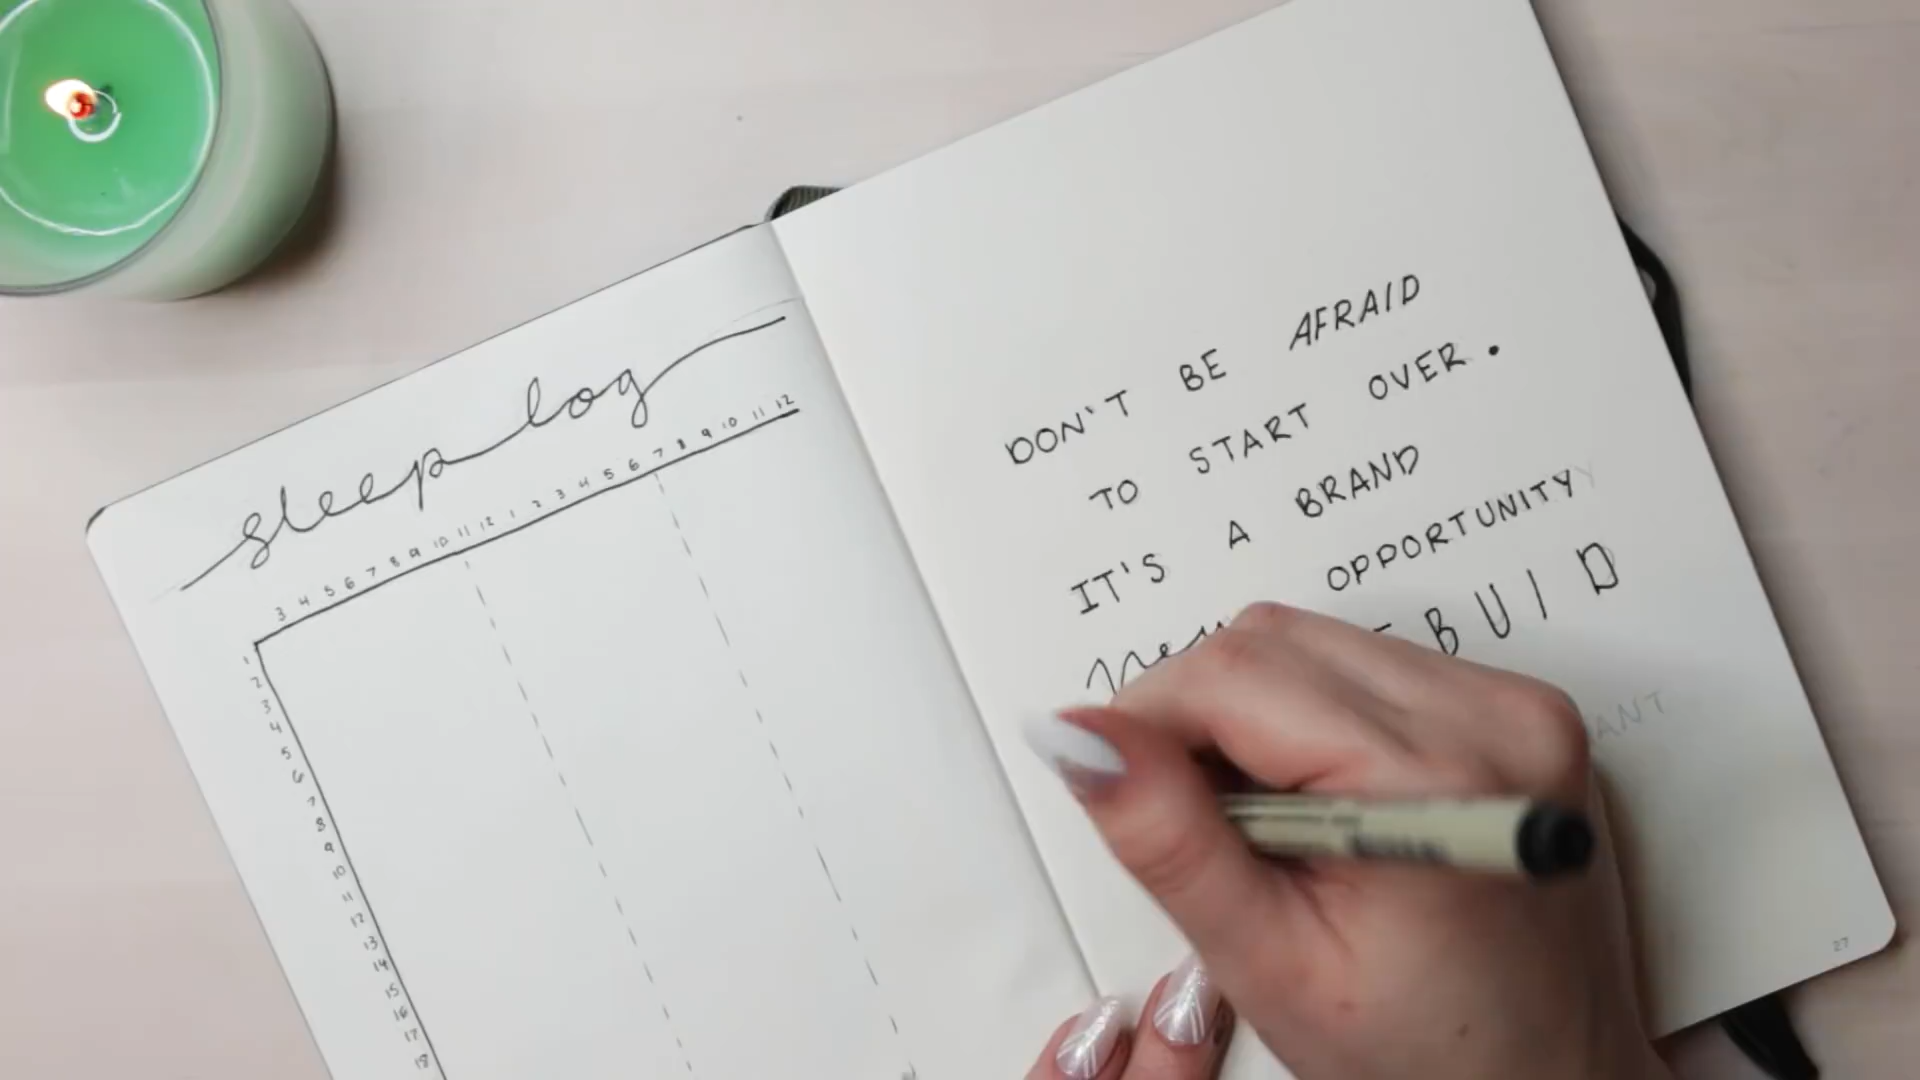 sleep log
3 4 5 6 7 8 9 10 11 12 1 2 3 4 5 6 7 8 9 10 11 12
1
2
3
4
5
6
7
8
9
10
11
12
13
14
15
16
17
18
DON'T BE AFRAID
TO START OVER.
IT'S A BRAND
New OPPORTUNITY
BUI D
27